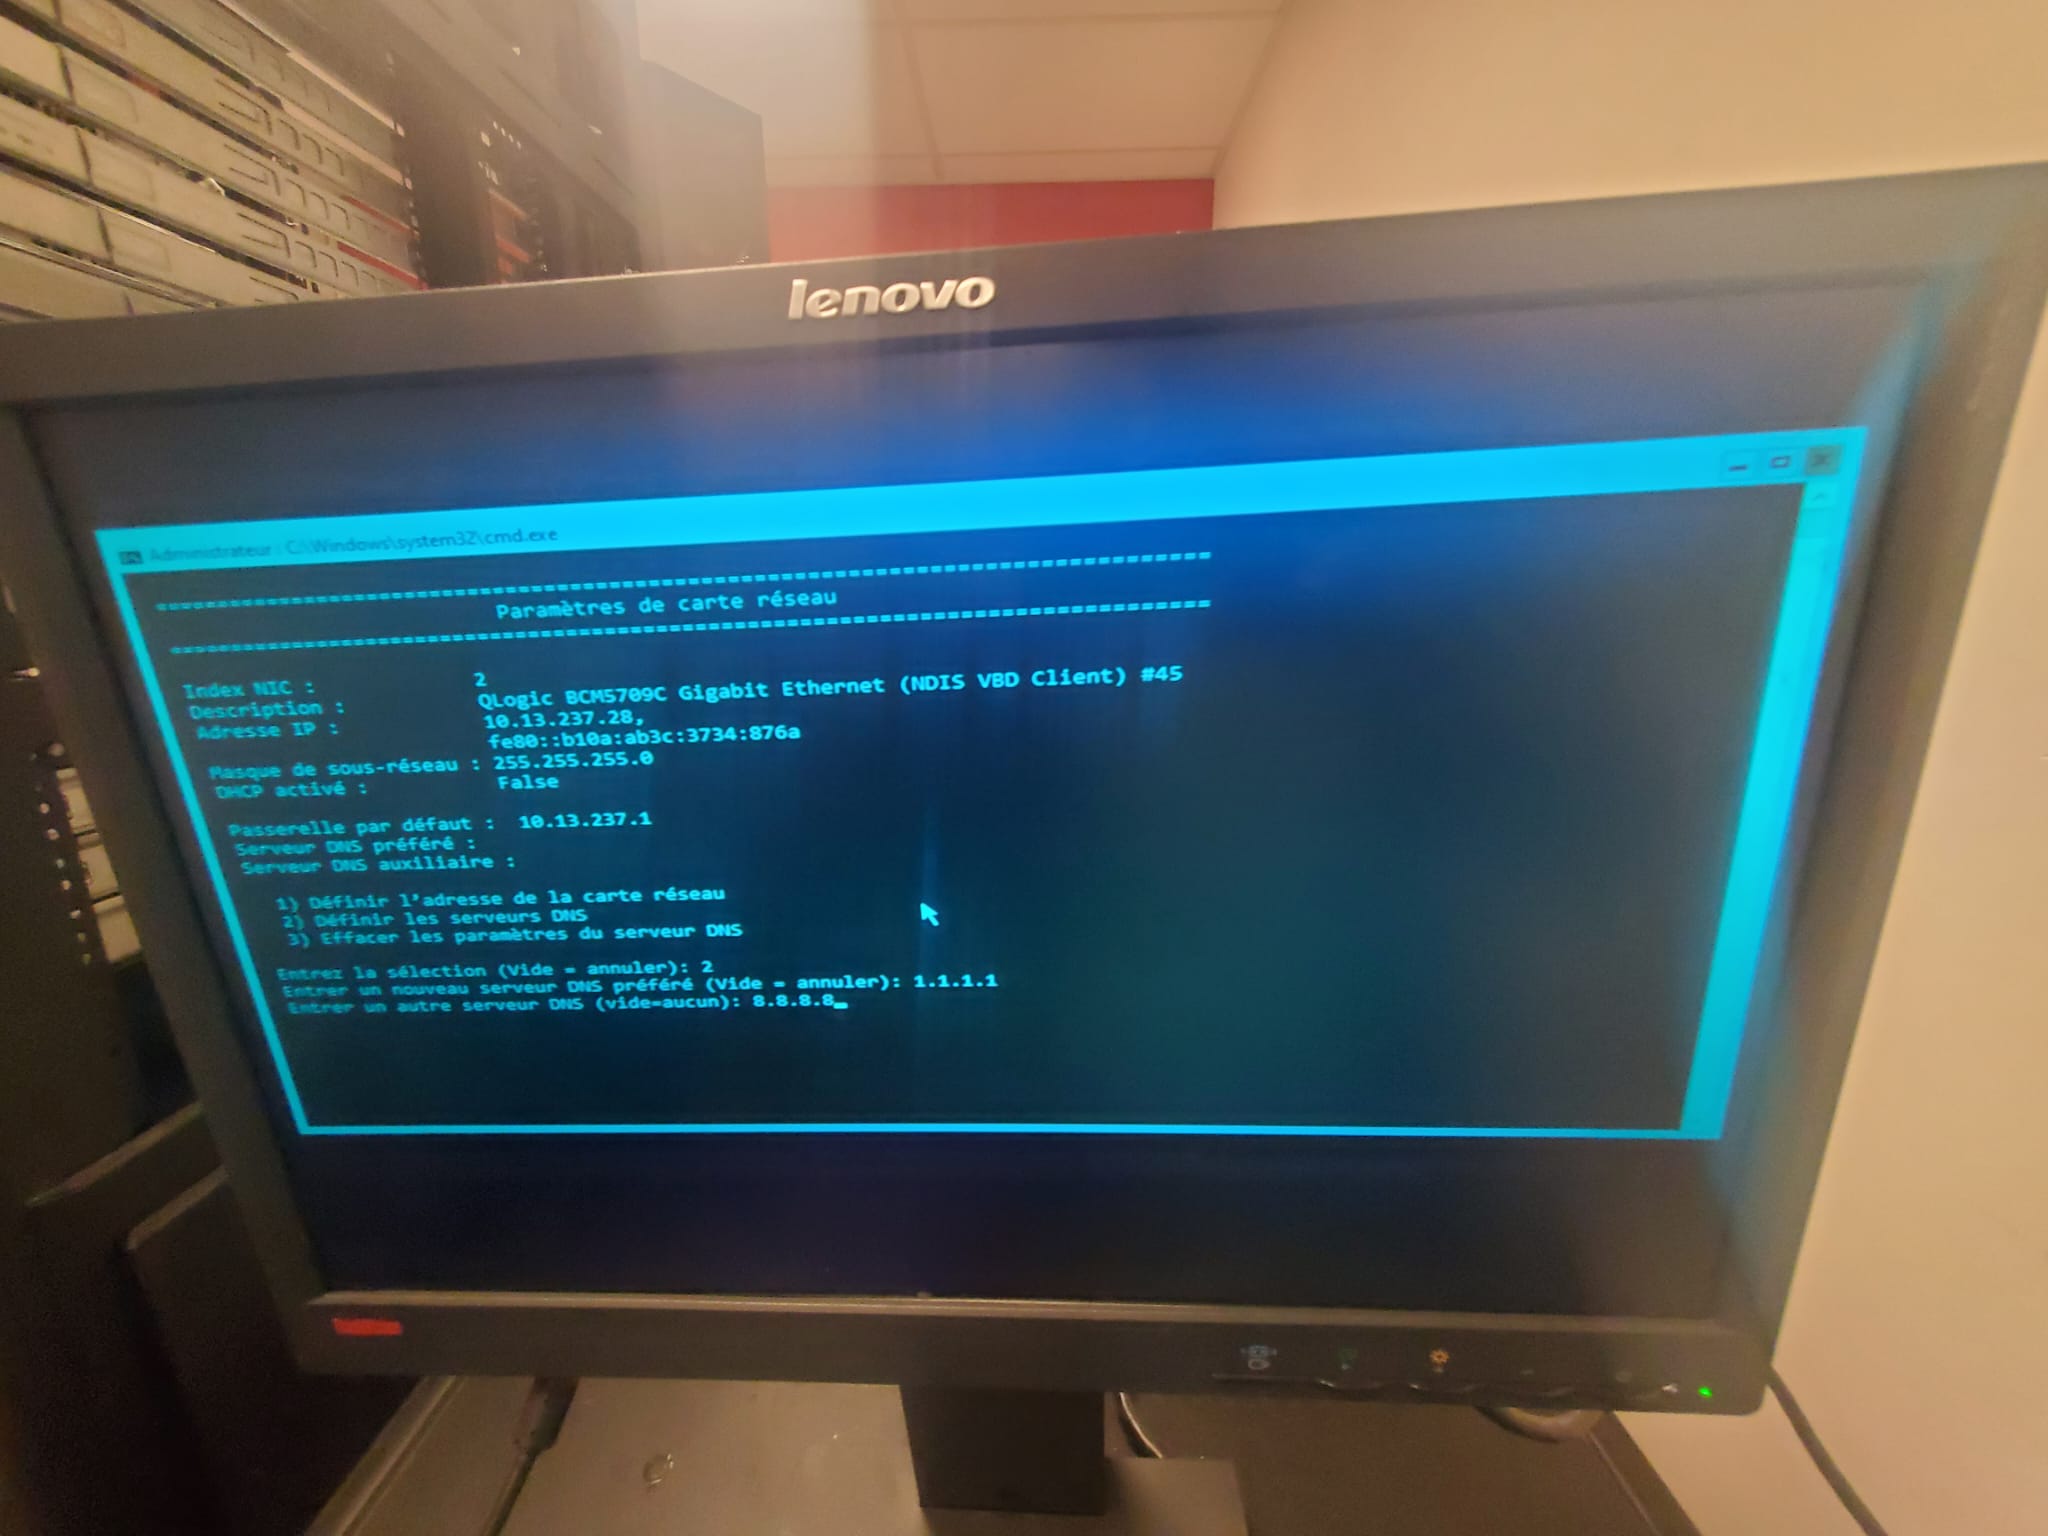 lenovo
Administrateur : C:\Windows\system32\cmd.exe
===============================================================================
Paramètres de carte réseau
===============================================================================
Index NIC : 2
Description : QLogic BCM5709C Gigabit Ethernet (NDIS VBD Client) #45
Adresse IP : 10.13.237.28,
fe80::b10a:ab3c:3734:876a
Masque de sous-réseau : 255.255.255.0
DHCP activé : False
Passerelle par défaut : 10.13.237.1
Serveur DNS préféré :
Serveur DNS auxiliaire :
1) Définir l'adresse de la carte réseau
2) Définir les serveurs DNS
3) Effacer les paramètres du serveur DNS
Entrez la sélection (Vide = annuler): 2
Entrer un nouveau serveur DNS préféré (Vide = annuler): 1.1.1.1
Entrer un autre serveur DNS (vide=aucun): 8.8.8.8_